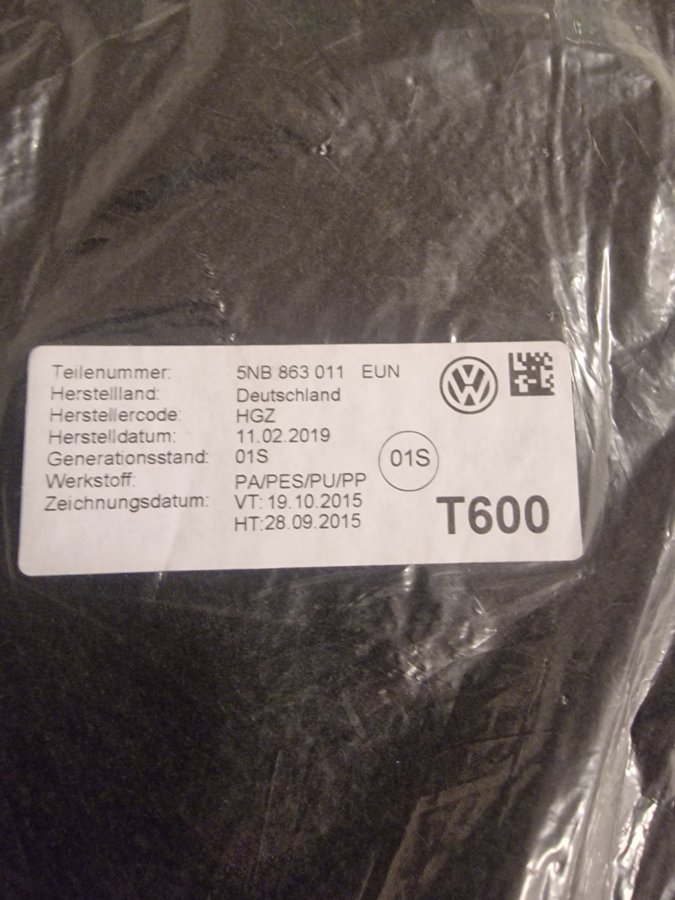 Teilenummer: 5NB 863 011 EUN
Herstelland: Deutschland
Herstellercode: HGZ
Herstelldatum: 11.02.2019
Generationsstand: 01S
01S
Werkstoff: PA/PES/PU/PP
Zeichnungsdatum: VT: 19.10.2015
HT:28.09.2015
T600